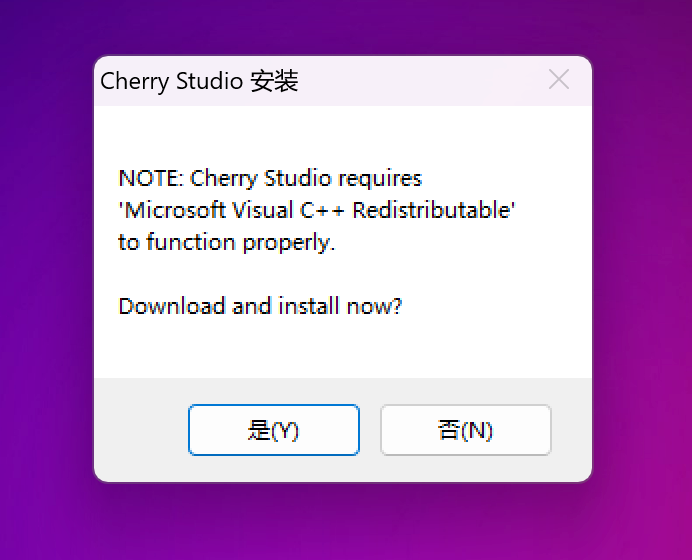 Cherry Studio 安装
NOTE: Cherry Studio requires
'Microsoft Visual C++ Redistributable'
to function properly.
Download and install now?
是(Y)
否(N)